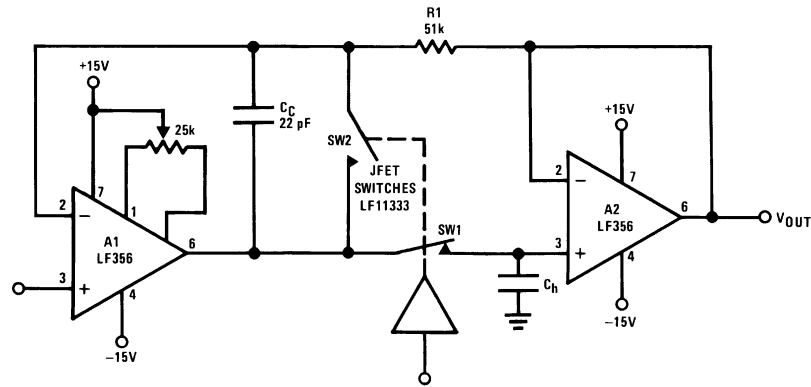 R1
51k
+15V
CC
22 pF
25k
SW2
JFET
SWITCHES
LF11333
+15V
2
7
1
−
A1
LF356
6
3
+
4
−15V
SW1
Ch
2
7
−
A2
LF356
6
VOUT
3
+
4
−15V